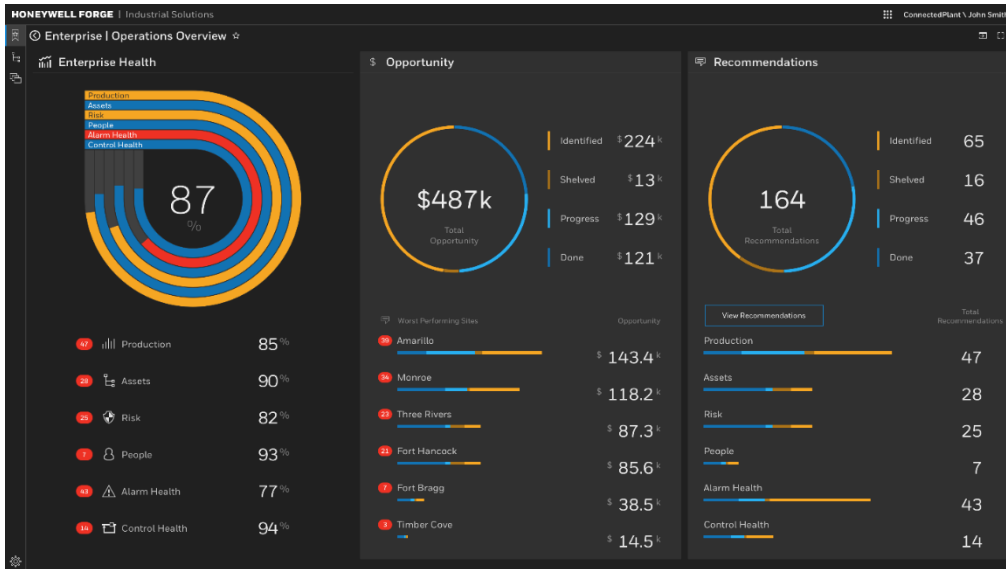 HONEYWELL FORGE | Industrial Solutions
ConnectedPlant \ John Smith
Enterprise | Operations Overview
Enterprise Health
Production
Assets
Risk
People
Alarm Health
Control Health
87
%
47 Production 85%
28 Assets 90%
25 Risk 82%
7 People 93%
43 Alarm Health 77%
14 Control Health 94%
$ Opportunity
$487k
Total
Opportunity
Identified $224k
Shelved $13k
Progress $129k
Done $121k
Worst Performing Sites Opportunity
39 Amarillo
$ 143.4k
34 Monroe
$ 118.2k
23 Three Rivers
$ 87.3k
21 Fort Hancock
$ 85.6k
7 Fort Bragg
$ 38.5k
3 Timber Cove
$ 14.5k
Recommendations
164
Total
Recommendations
Identified 65
Shelved 16
Progress 46
Done 37
View Recommendations
Total
Recommendations
Production
47
Assets
28
Risk
25
People
7
Alarm Health
43
Control Health
14